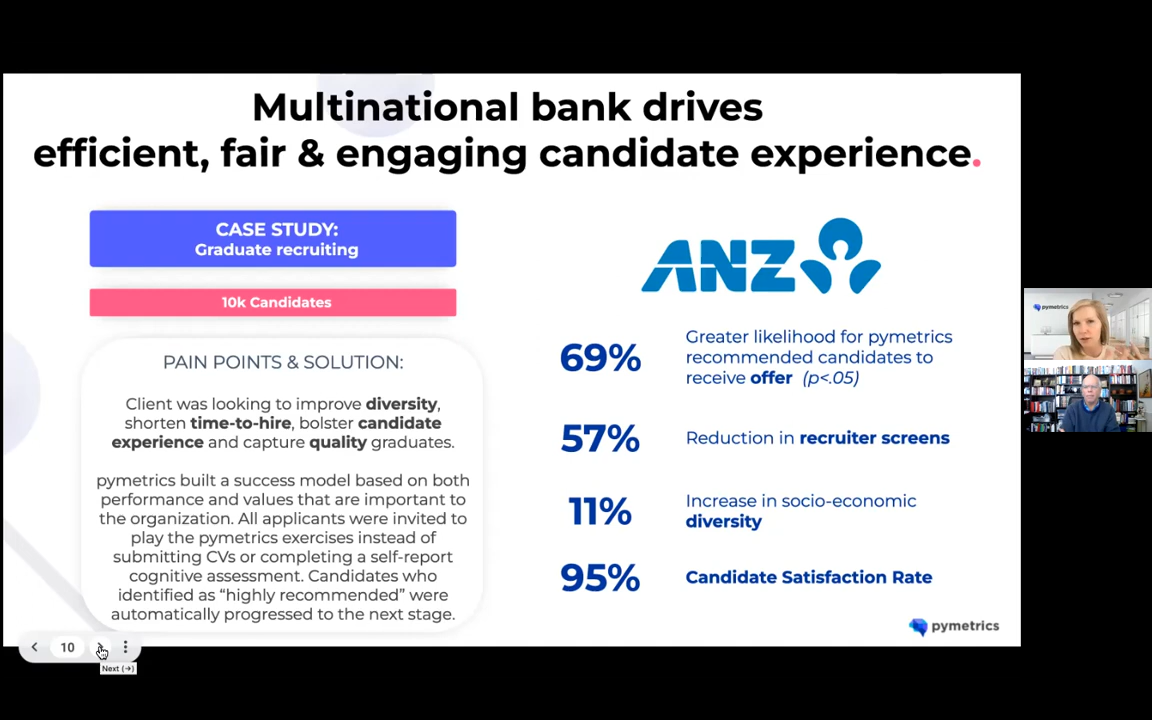 Multinational bank drives
efficient, fair & engaging candidate experience.
CASE STUDY:
Graduate recruiting
10k Candidates
PAIN POINTS & SOLUTION:
Client was looking to improve diversity,
shorten time-to-hire, bolster candidate
experience and capture quality graduates.
pymetrics built a success model based on both
performance and values that are important to
the organization. All applicants were invited to
play the pymetrics exercises instead of
submitting CVs or completing a self-report
cognitive assessment. Candidates who
identified as “highly recommended” were
automatically progressed to the next stage.
ANZ
69%
Greater likelihood for pymetrics
recommended candidates to
receive offer (p<.05)
57%
Reduction in recruiter screens
11%
Increase in socio-economic
diversity
95%
Candidate Satisfaction Rate
pymetrics
10
Next (→)
pymetrics